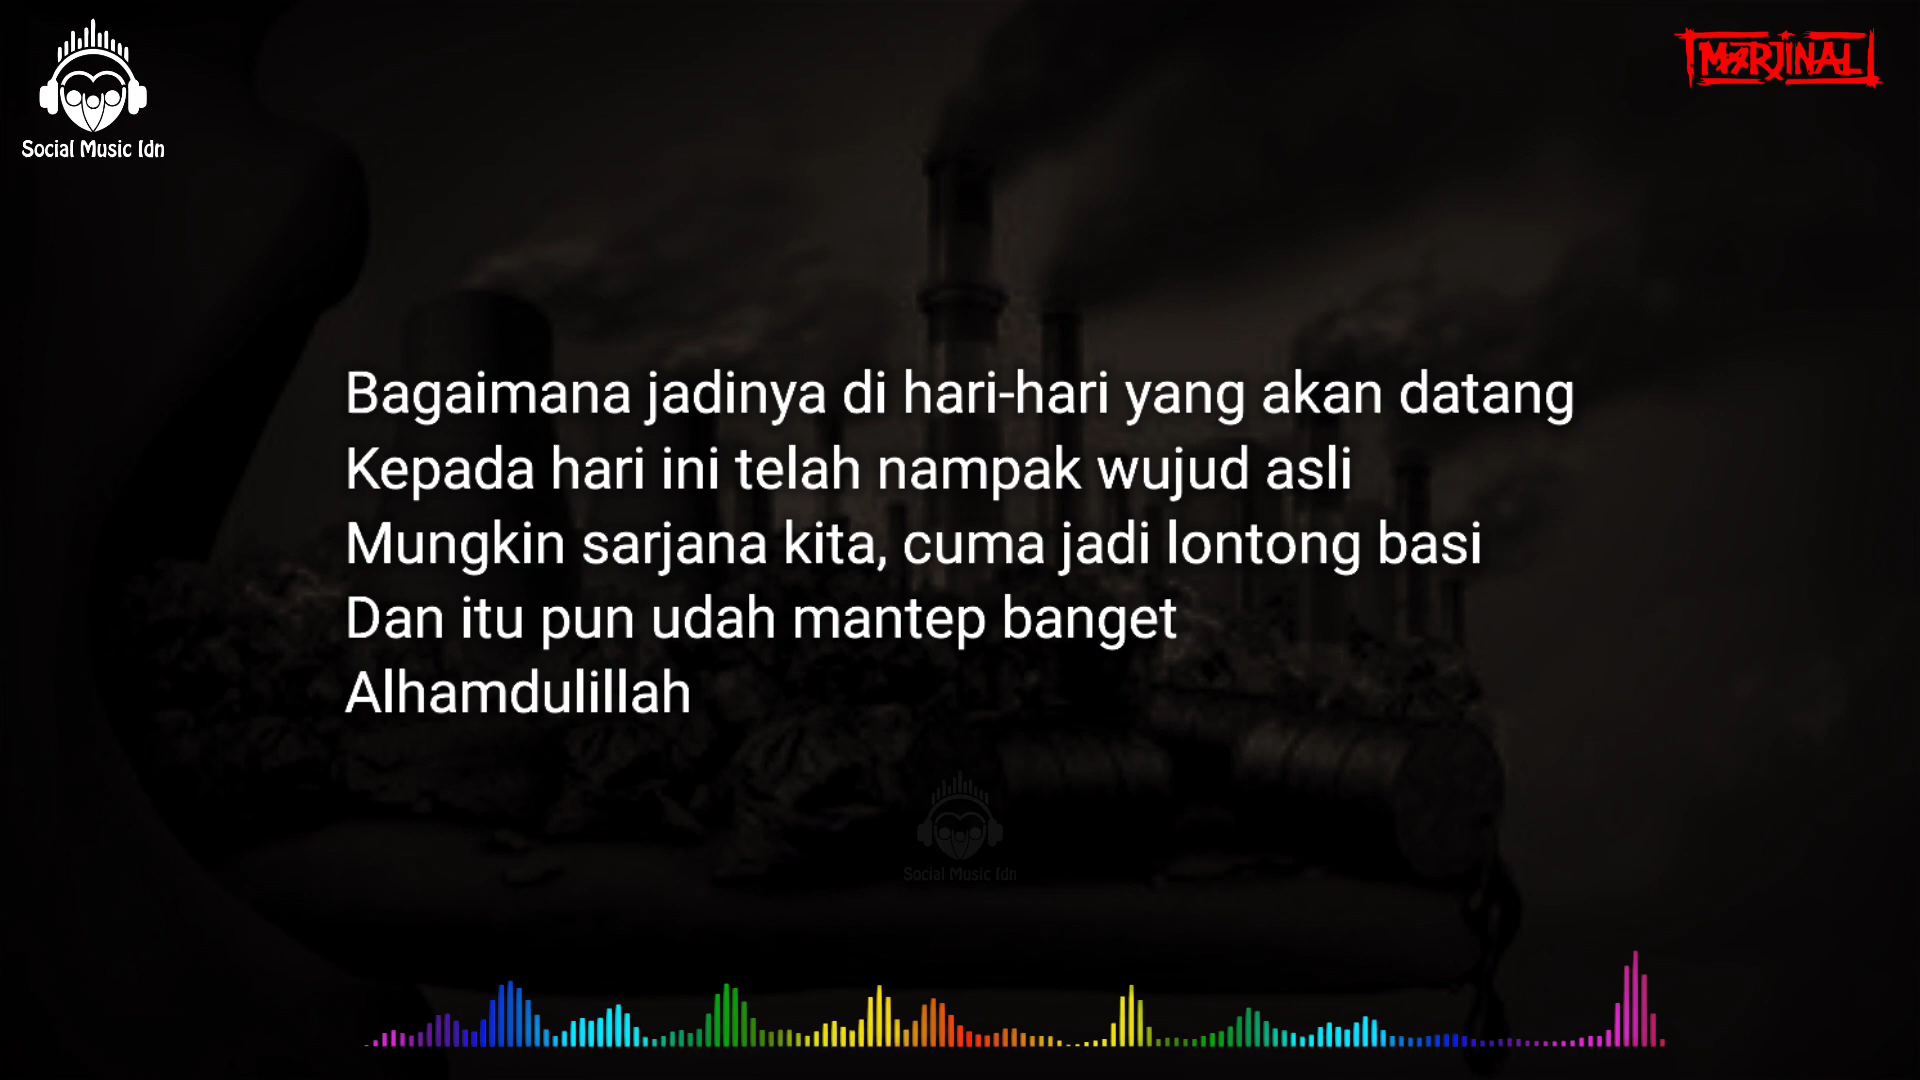 Social Music Idn
MARJINAL
Bagaimana jadinya di hari-hari yang akan datang
Kepada hari ini telah nampak wujud asli
Mungkin sarjana kita, cuma jadi lontong basi
Dan itu pun udah mantep banget
Alhamdulillah
Social Music Idn